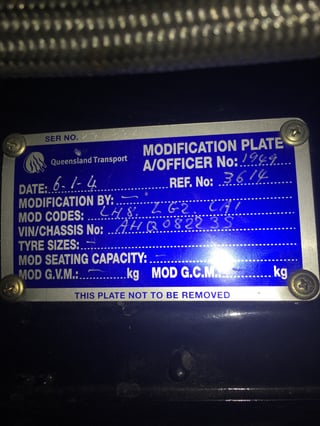 SER NO.
Queensland Transport
MODIFICATION PLATE
A/OFFICER No: 1949
DATE: 6-1-4 REF. No: 3614
MODIFICATION BY: -
MOD CODES: LH8 LG2 LA1
VIN/CHASSIS No: AHQ082235
TYRE SIZES: -
MOD SEATING CAPACITY: -
MOD G.V.M: - kg MOD G.C.M: - kg
THIS PLATE NOT TO BE REMOVED